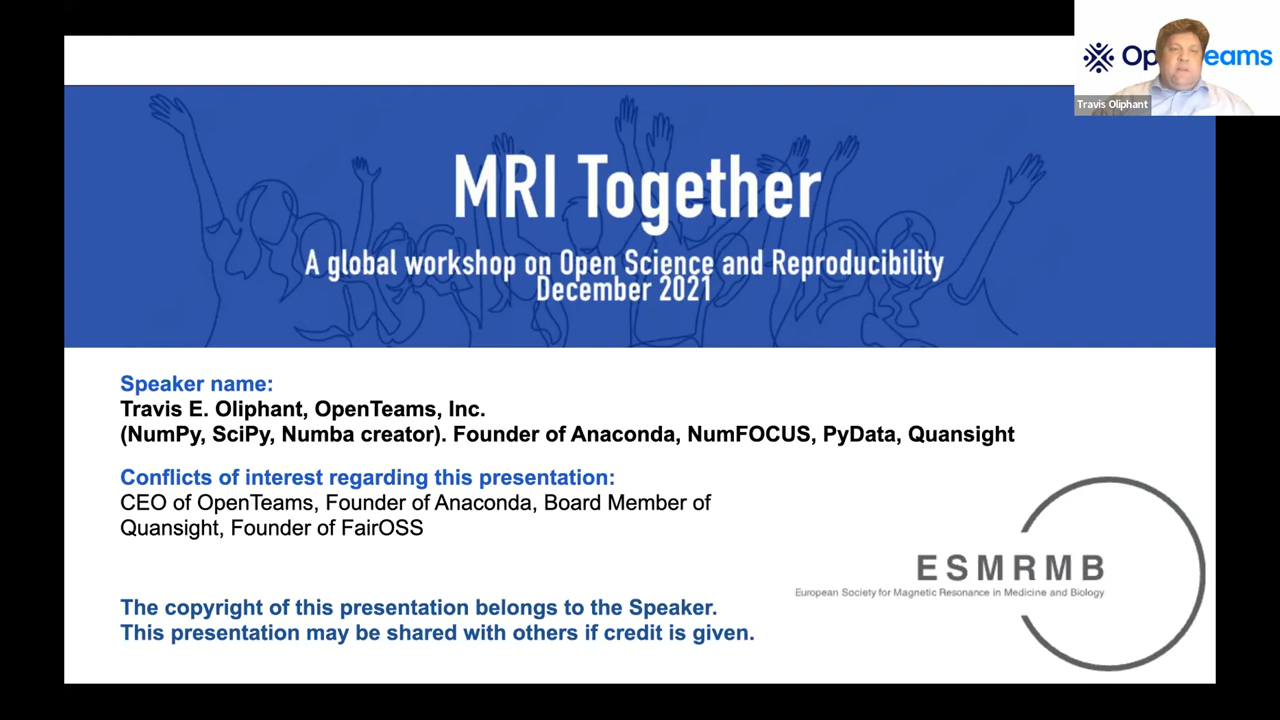 OpenTeams
Travis Oliphant
MRI Together
A global workshop on Open Science and Reproducibility
December 2021
Speaker name:
Travis E. Oliphant, OpenTeams, Inc.
(NumPy, SciPy, Numba creator). Founder of Anaconda, NumFOCUS, PyData, Quansight
Conflicts of interest regarding this presentation:
CEO of OpenTeams, Founder of Anaconda, Board Member of
Quansight, Founder of FairOSS
ESMRMB
European Society for Magnetic Resonance in Medicine and Biology
The copyright of this presentation belongs to the Speaker.
This presentation may be shared with others if credit is given.